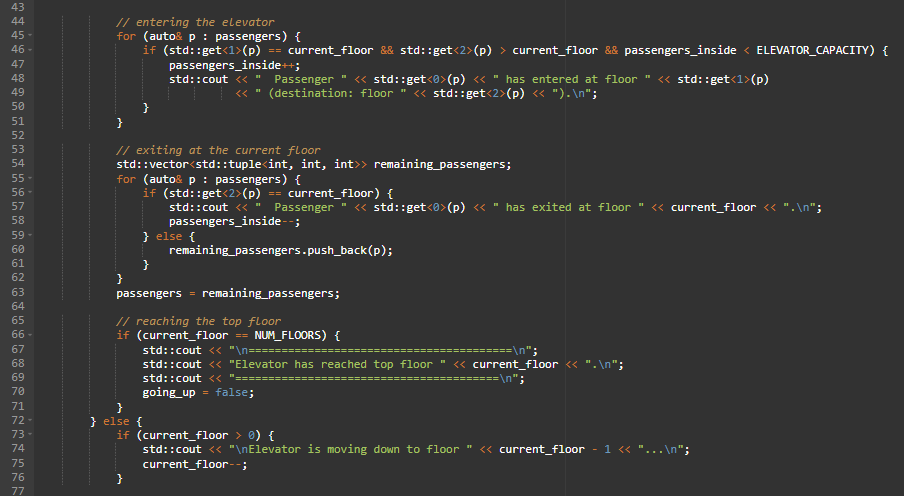 43
44 // entering the elevator
45 for (auto& p : passengers) {
46 if (std::get<1>(p) == current_floor && std::get<2>(p) > current_floor && passengers_inside < ELEVATOR_CAPACITY) {
47 passengers_inside++;
48 std::cout << "  Passenger " << std::get<0>(p) << " has entered at floor " << std::get<1>(p)
49 << " (destination: floor " << std::get<2>(p) << ").\n";
50 }
51 }
52
53 // exiting at the current floor
54 std::vector<std::tuple<int, int, int>> remaining_passengers;
55 for (auto& p : passengers) {
56 if (std::get<2>(p) == current_floor) {
57 std::cout << "  Passenger " << std::get<0>(p) << " has exited at floor " << current_floor << ".\n";
58 passengers_inside--;
59 } else {
60 remaining_passengers.push_back(p);
61 }
62 }
63 passengers = remaining_passengers;
64
65 // reaching the top floor
66 if (current_floor == NUM_FLOORS) {
67 std::cout << "\n========================================\n";
68 std::cout << "Elevator has reached top floor " << current_floor << ".\n";
69 std::cout << "========================================\n";
70 going_up = false;
71 }
72 } else {
73 if (current_floor > 0) {
74 std::cout << "\nElevator is moving down to floor " << current_floor - 1 << "...\n";
75 current_floor--;
76 }
77